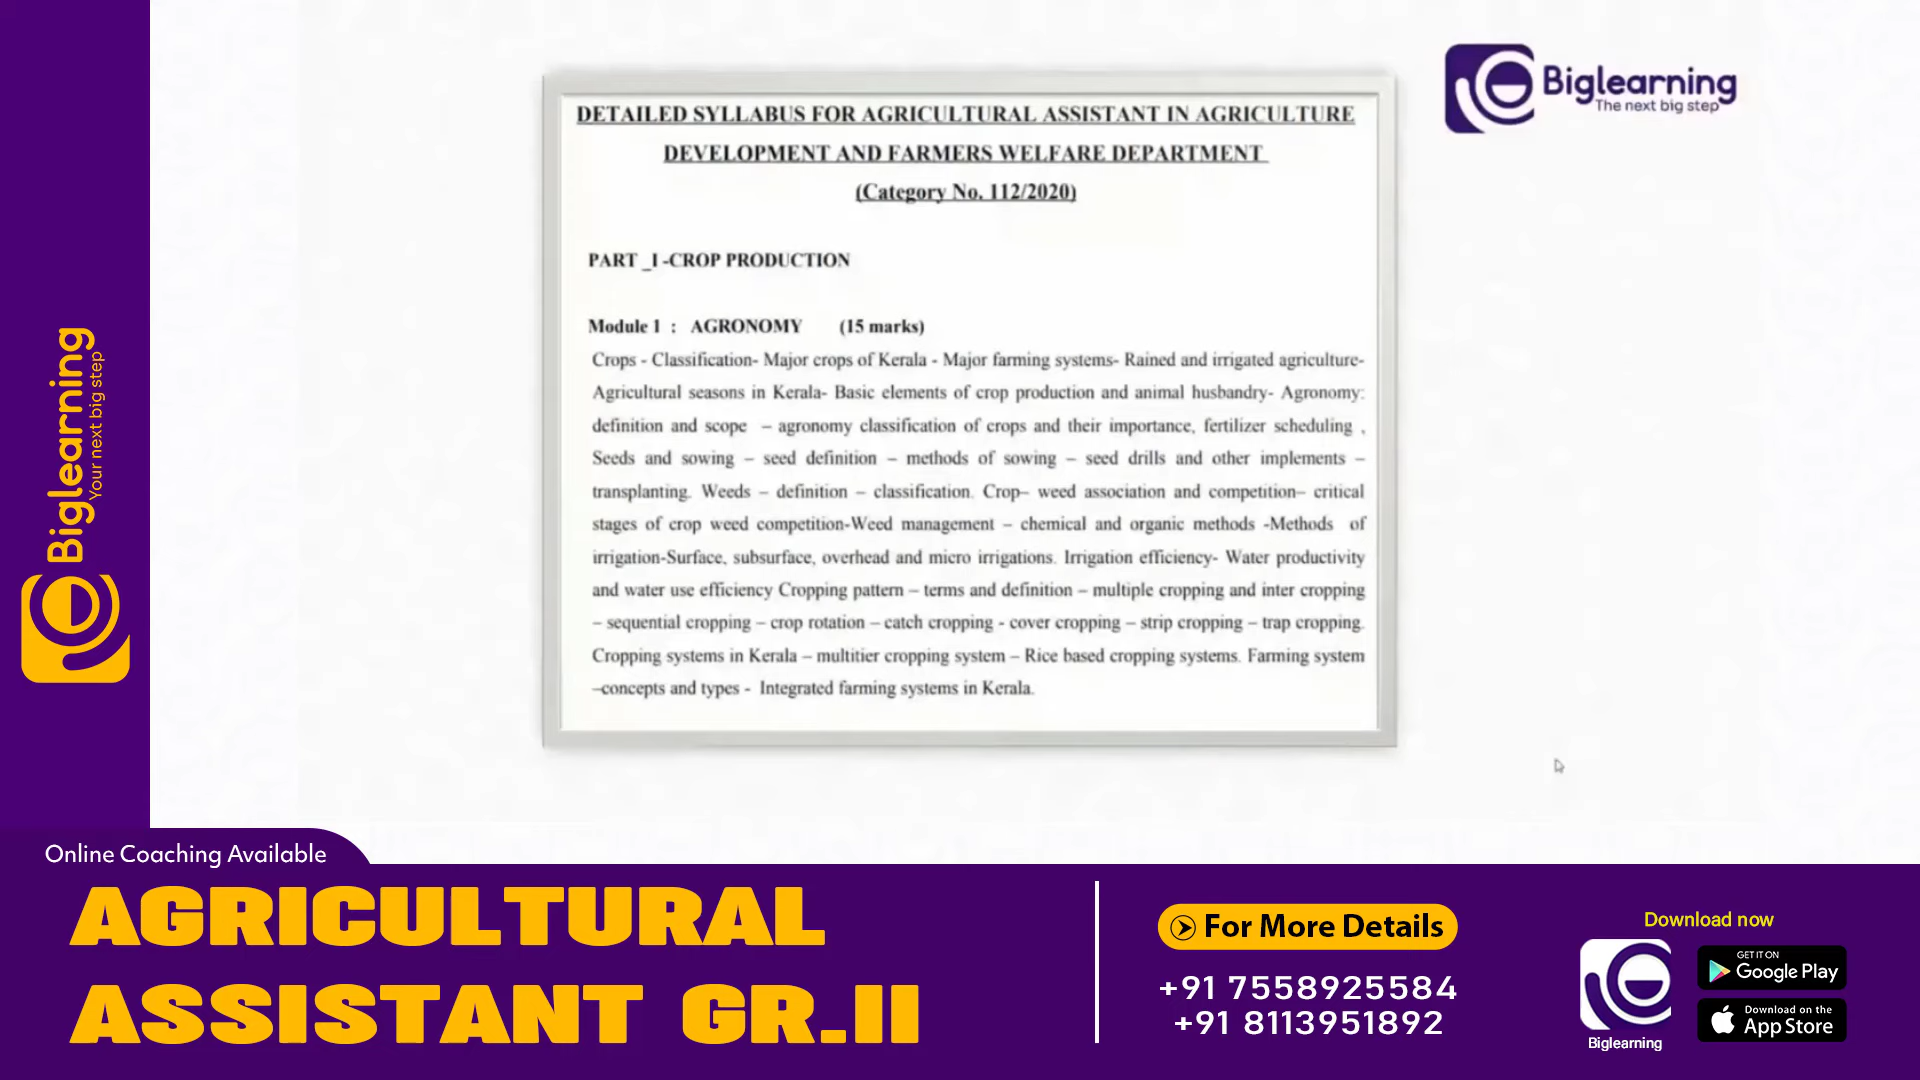 Biglearning
The next big step
DETAILED SYLLABUS FOR AGRICULTURAL ASSISTANT IN AGRICULTURE
DEVELOPMENT AND FARMERS WELFARE DEPARTMENT
(Category No. 112/2020)
PART _I -CROP PRODUCTION
Module 1 : AGRONOMY (15 marks)
Crops - Classification- Major crops of Kerala - Major farming systems- Rained and irrigated agriculture-
Agricultural seasons in Kerala- Basic elements of crop production and animal husbandry- Agronomy:
definition and scope – agronomy classification of crops and their importance, fertilizer scheduling ,
Seeds and sowing – seed definition – methods of sowing – seed drills and other implements –
transplanting. Weeds – definition – classification. Crop– weed association and competition– critical
stages of crop weed competition-Weed management – chemical and organic methods -Methods of
irrigation-Surface, subsurface, overhead and micro irrigations. Irrigation efficiency- Water productivity
and water use efficiency Cropping pattern – terms and definition – multiple cropping and inter cropping
– sequential cropping – crop rotation – catch cropping - cover cropping – strip cropping – trap cropping.
Cropping systems in Kerala – multitier cropping system – Rice based cropping systems. Farming system
–concepts and types - Integrated farming systems in Kerala.
Biglearning
Your next big step
Online Coaching Available
AGRICULTURAL
ASSISTANT GR.II
For More Details
+91 7558925584
+91 8113951892
Download now
Biglearning
GET IT ON
Google Play
Download on the
App Store